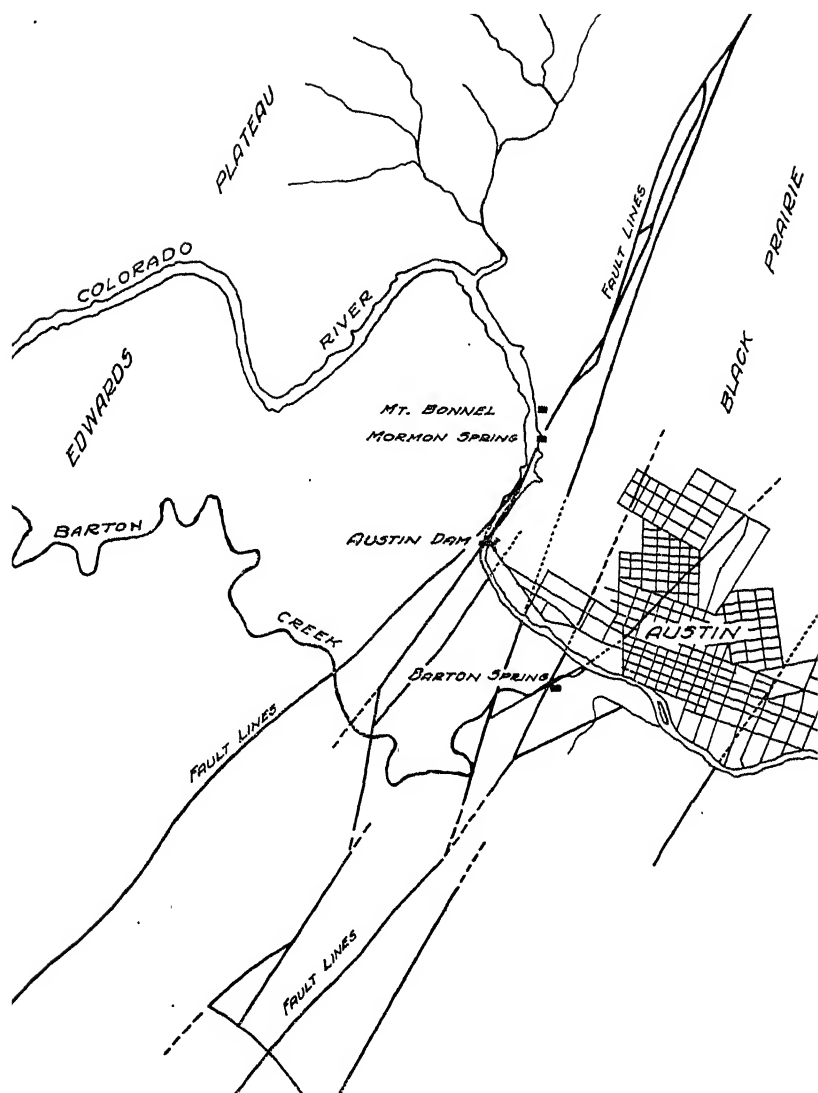 PLATEAU
PRAIRIE
FAULT LINES
COLORADO
RIVER
BLACK
EDWARDS
MT. BONNEL
MORMON SPRING
BARTON
AUSTIN DAM
CREEK
AUSTIN
BARTON SPRING
FAULT LINES
FAULT LINES